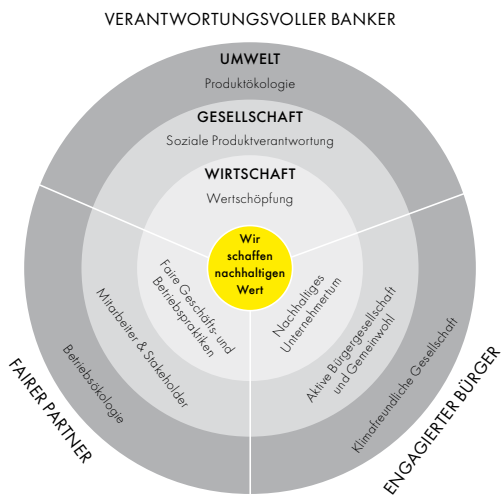 VERANTWORTUNGSVOLLER BANKER
UMWELT
Produktökologie
GESELLSCHAFT
Soziale Produktverantwortung
WIRTSCHAFT
Wertschöpfung
Wir
schaffen
nachhaltigen
Wert
Faire Geschäfts- und
Betriebspraktiken
Mitarbeiter & Stakeholder
Betriebsökologie
FAIRER PARTNER
Nachhaltiges
Unternehmertum
Aktive Bürgergesellschaft
und Gemeinwohl
Klimafreundliche Gesellschaft
ENGAGIERTER BÜRGER